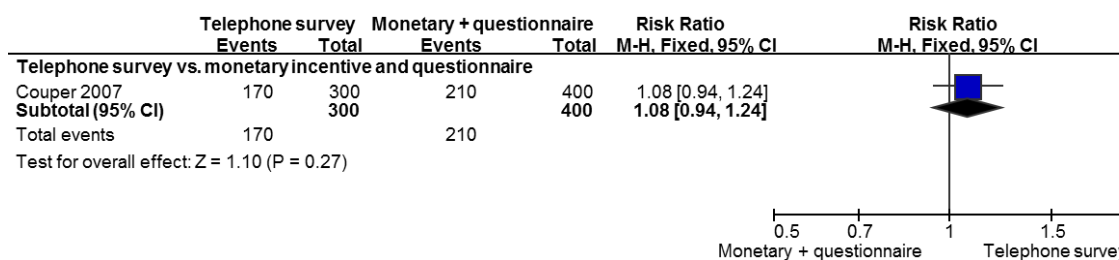 Telephone survey Monetary + questionnaire Risk Ratio Risk Ratio
Events Total Events Total M-H, Fixed, 95% CI M-H, Fixed, 95% CI
Telephone survey vs. monetary incentive and questionnaire
Couper 2007 170 300 210 400 1.08 [0.94, 1.24]
Subtotal (95% CI) 300 400 1.08 [0.94, 1.24]
Total events 170 210
Test for overall effect: Z = 1.10 (P = 0.27)
0.5 0.7 1 1.5
Monetary + questionnaire Telephone survey